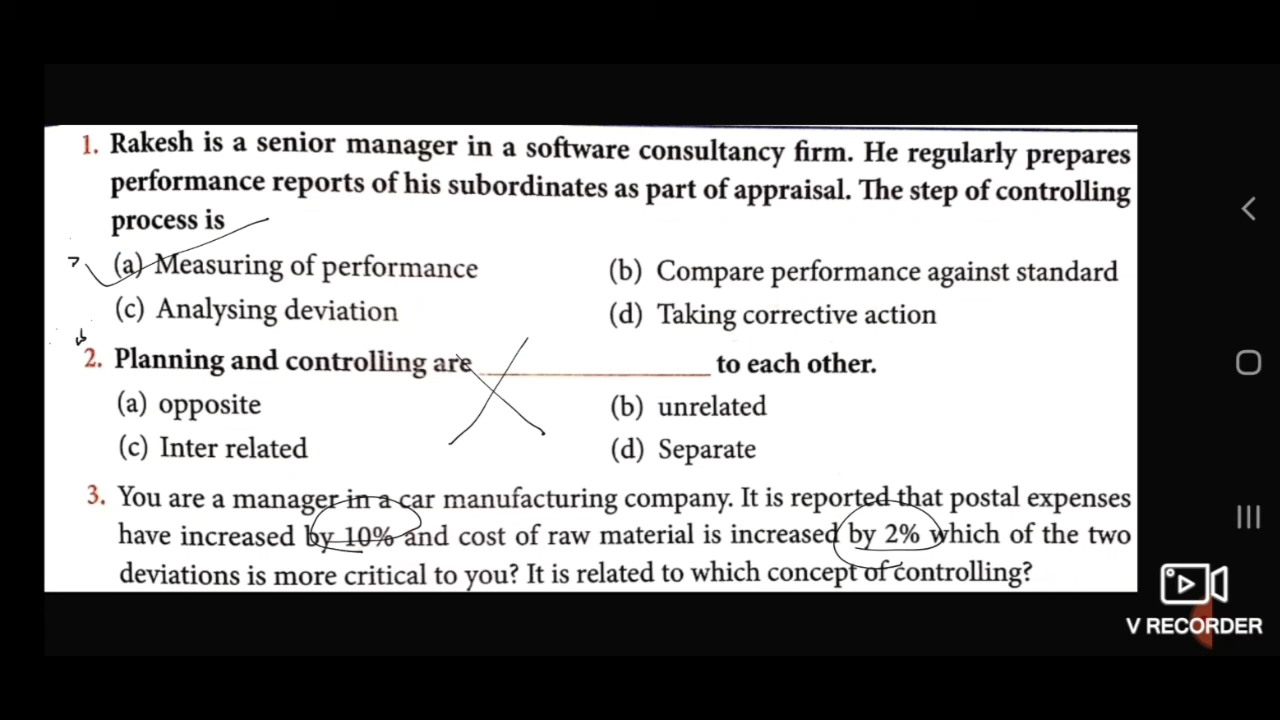 1. Rakesh is a senior manager in a software consultancy firm. He regularly prepares
performance reports of his subordinates as part of appraisal. The step of controlling
process is
(a) Measuring of performance (b) Compare performance against standard
(c) Analysing deviation (d) Taking corrective action
2. Planning and controlling are ____________ to each other.
(a) opposite (b) unrelated
(c) Inter related (d) Separate
3. You are a manager in a car manufacturing company. It is reported that postal expenses
have increased by 10% and cost of raw material is increased by 2% which of the two
deviations is more critical to you? It is related to which concept of controlling?
V RECORDER